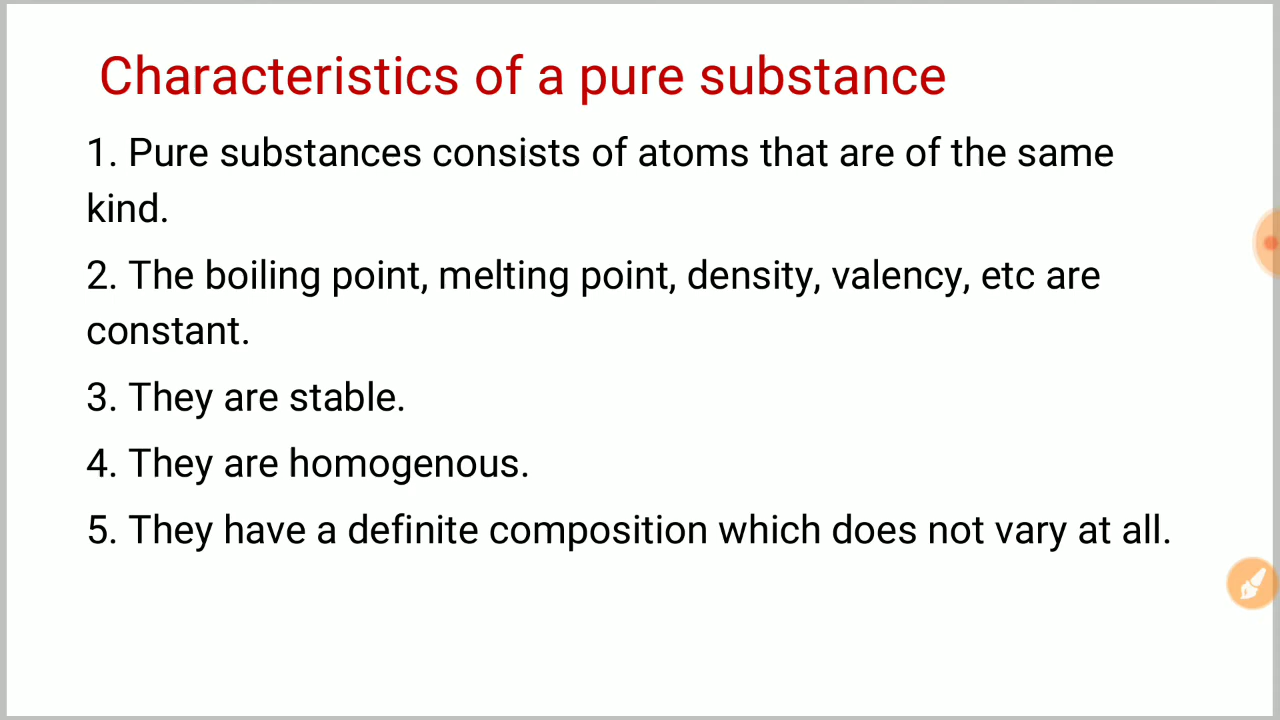 Characteristics of a pure substance
1. Pure substances consists of atoms that are of the same
kind.
2. The boiling point, melting point, density, valency, etc are
constant.
3. They are stable.
4. They are homogenous.
5. They have a definite composition which does not vary at all.